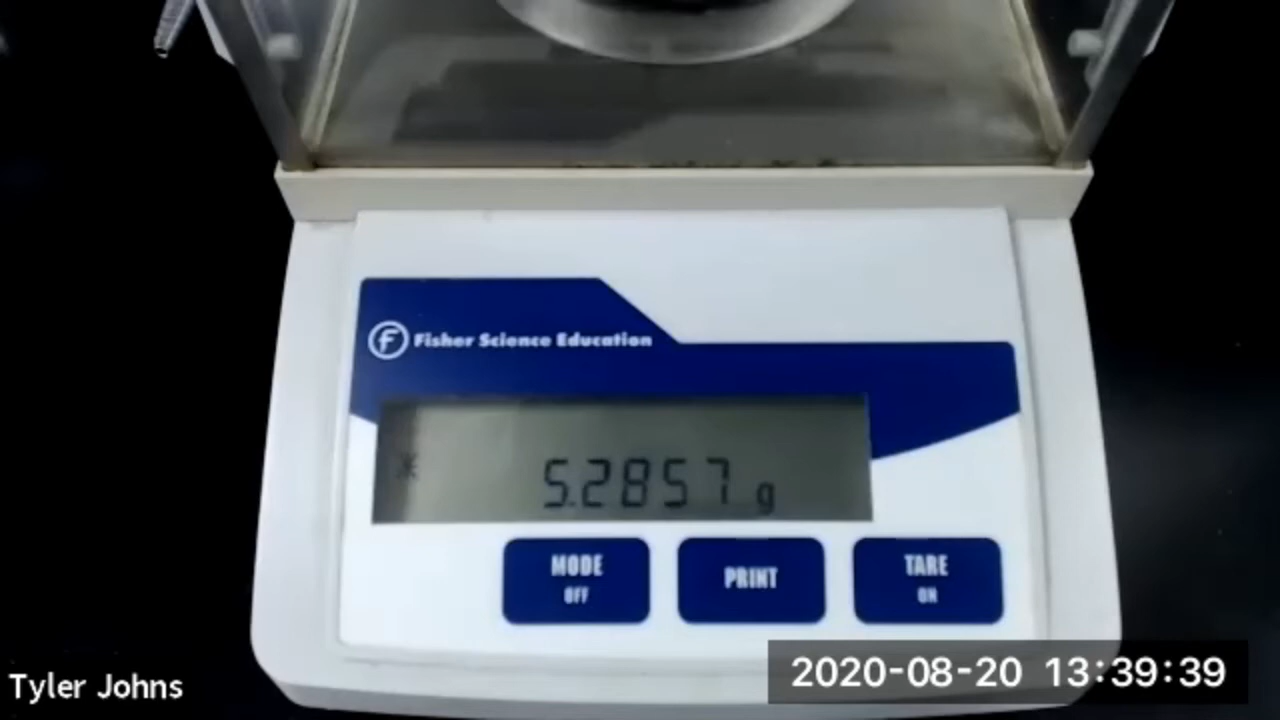 Fisher Science Education
* 5.2857 g
MODE PRINT TARE
OFF ON
Tyler Johns
2020-08-20 13:39:39